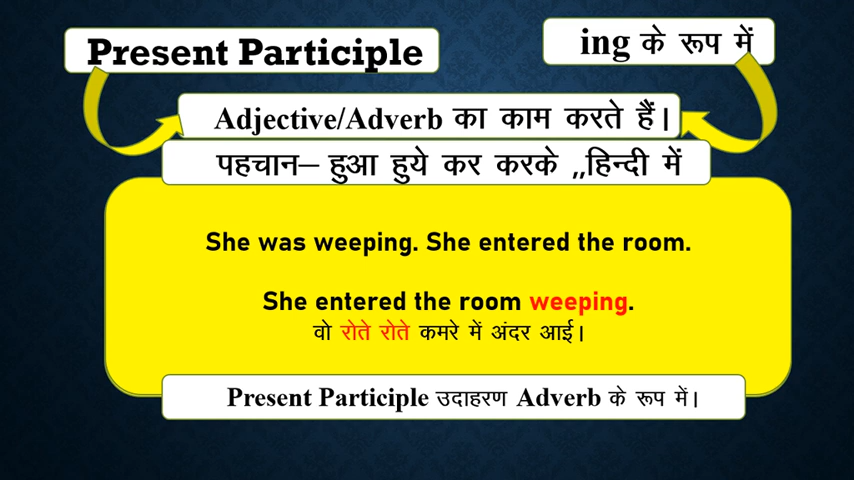 Present Participle
ing के रूप में
Adjective/Adverb का काम करते हैं।
पहचान– हुआ हुये कर करके ,,हिन्दी में
She was weeping. She entered the room.
She entered the room weeping.
वो रोते रोते कमरे में अंदर आई।
Present Participle उदाहरण Adverb के रूप में।